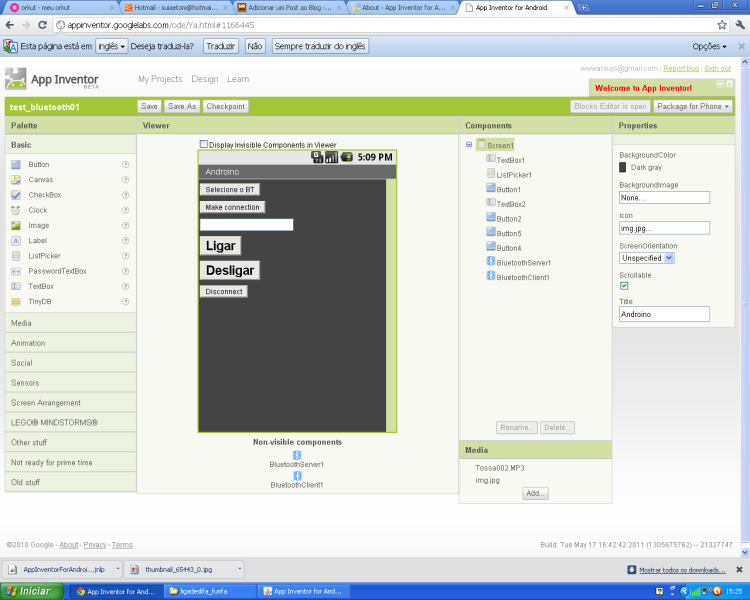 orkut - meu orkut
Hotmail - suiaetom@hotmai...
Adicionar um Post ao Blog -
About - App Inventor for A...
App Inventor for Android
appinventor.googlelabs.com/ode/Ya.html#1166445
Esta página está em inglês Deseja traduzi-la? Traduzir Não Sempre traduzir do inglês Opções
App Inventor
BETA
My Projects Design Learn
wwwaraujo@gmail.com | Report bug | Sign out
Welcome to App Inventor!
test_bluetooth01 Save Save As Checkpoint Blocks Editor is open Package for Phone
Palette
Basic
Button
Canvas
CheckBox
Clock
Image
Label
ListPicker
PasswordTextBox
TextBox
TinyDB
Media
Animation
Social
Sensors
Screen Arrangement
LEGO® MINDSTORMS®
Other stuff
Not ready for prime time
Old stuff
Viewer
Display Invisible Components in Viewer
5:09 PM
Androino
Selecione o BT
Make connection
Ligar
Desligar
Disconnect
Non-visible components
BluetoothServer1
BluetoothClient1
Components
Screen1
TextBox1
ListPicker1
Button1
TextBox2
Button2
Button5
Button4
BluetoothServer1
BluetoothClient1
Rename... Delete...
Media
Tossa002.MP3
img.jpg
Add...
Properties
BackgroundColor
Dark gray
BackgroundImage
None...
Icon
img.jpg...
ScreenOrientation
Unspecified
Scrollable
Title
Androino
©2010 Google - About - Privacy - Terms
Build: Tue May 17 16:42:42 2011 (1305675762) -- 21327747
AppInventorForAndroi....jnlp
thumbnail_65443_0.jpg
Mostrar todos os downloads...
Iniciar
App Inventor for And...
ligadeslifa_funfa
App Inventor for And...
15:25